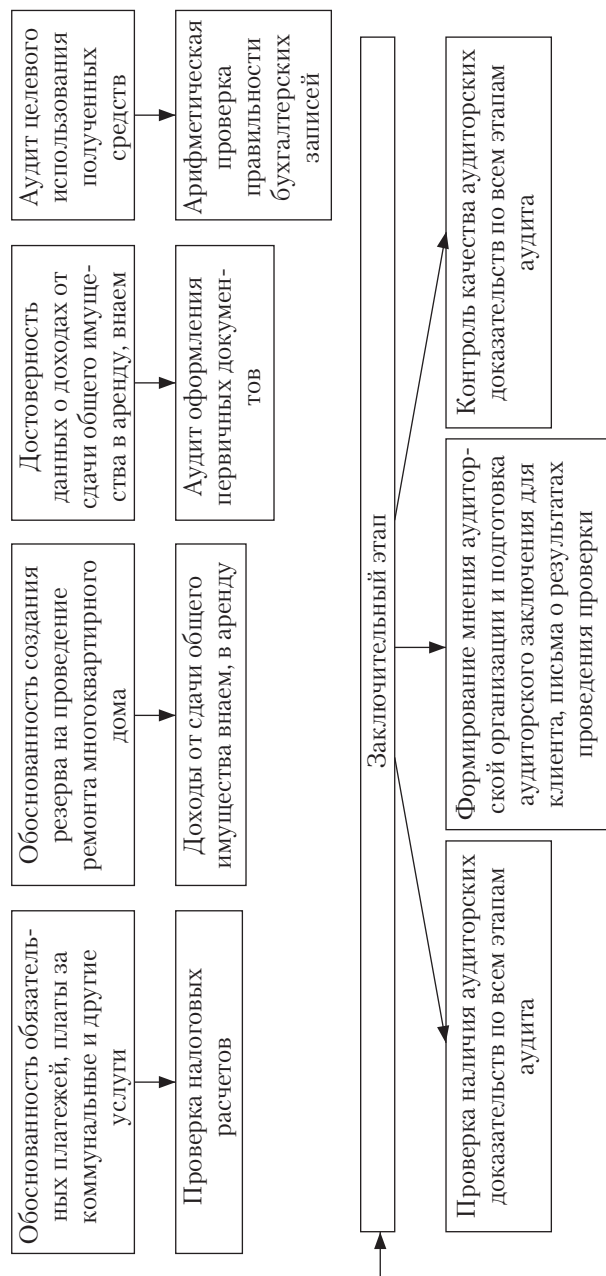 Обоснованность обязатель-
ных платежей, платы за
коммунальные и другие
услуги
Обоснованность создания
резерва на проведение
ремонта многоквартирного
дома
Достоверность
данных о доходах от
сдачи общего имуще-
ства в аренду, внаем
Аудит целевого
использования
полученных
средств
Проверка налоговых
расчетов
Доходы от сдачи общего
имущества внаем, в аренду
Аудит оформления
первичных докумен-
тов
Арифметическая
проверка
правильности
бухгалтерских
записей
Заключительный этап
Проверка наличия аудиторских
доказательств по всем этапам
аудита
Формирование мнения аудитор-
ской организации и подготовка
аудиторского заключения для
клиента, письма о результатах
проведения проверки
Контроль качества аудиторских
доказательств по всем этапам
аудита